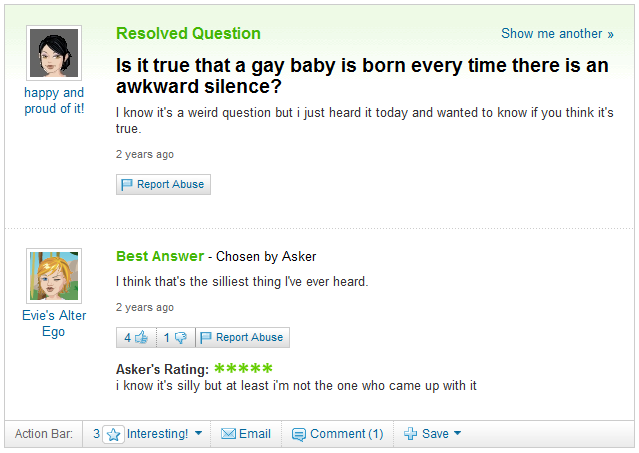 Resolved Question
Show me another »
happy and
proud of it!
Is it true that a gay baby is born every time there is an
awkward silence?
I know it's a weird question but i just heard it today and wanted to know if you think it's
true.
2 years ago
Report Abuse
Evie's Alter
Ego
Best Answer - Chosen by Asker
I think that's the silliest thing I've ever heard.
2 years ago
4 1 Report Abuse
Asker's Rating: *****
i know it's silly but at least i'm not the one who came up with it
Action Bar: 3 Interesting! Email Comment (1) Save